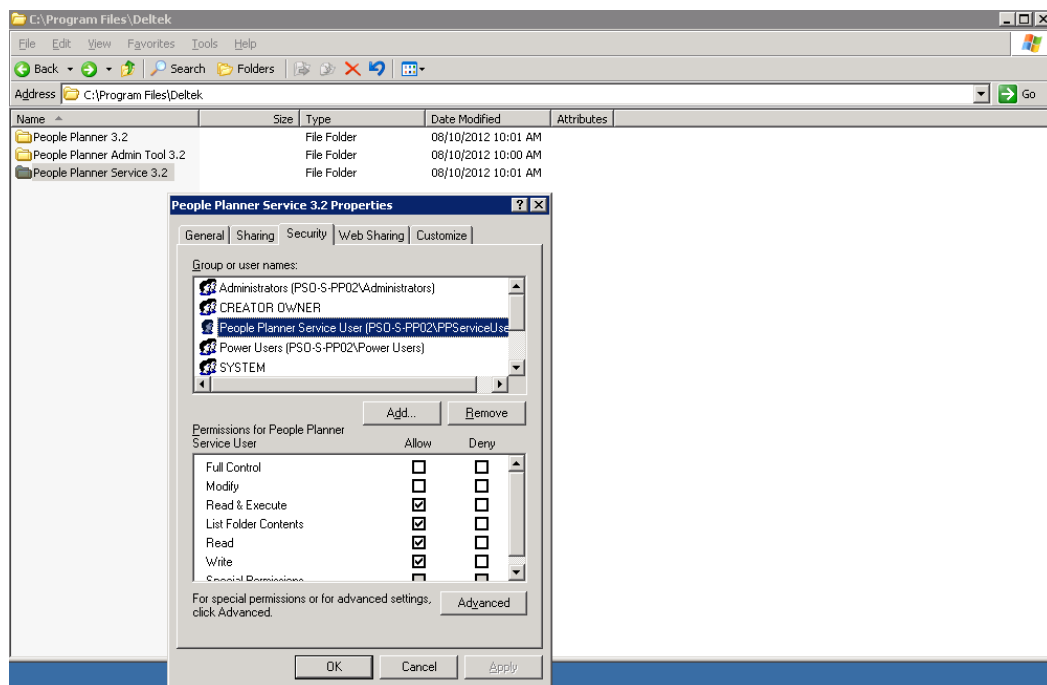 C:\Program Files\Deltek
File Edit View Favorites Tools Help
Back Search Folders
Address C:\Program Files\Deltek Go
Name Size Type Date Modified Attributes
People Planner 3.2 File Folder 08/10/2012 10:01 AM
People Planner Admin Tool 3.2 File Folder 08/10/2012 10:00 AM
People Planner Service 3.2 File Folder 08/10/2012 10:01 AM
People Planner Service 3.2 Properties
General Sharing Security Web Sharing Customize
Group or user names:
Administrators (PSO-S-PP02\Administrators)
CREATOR OWNER
People Planner Service User (PSO-S-PP02\PPServiceUse
Power Users (PSO-S-PP02\Power Users)
SYSTEM
Add... Remove
Permissions for People Planner
Service User Allow Deny
Full Control
Modify
Read & Execute
List Folder Contents
Read
Write
Special Permissions
For special permissions or for advanced settings,
click Advanced.
Advanced
OK Cancel Apply